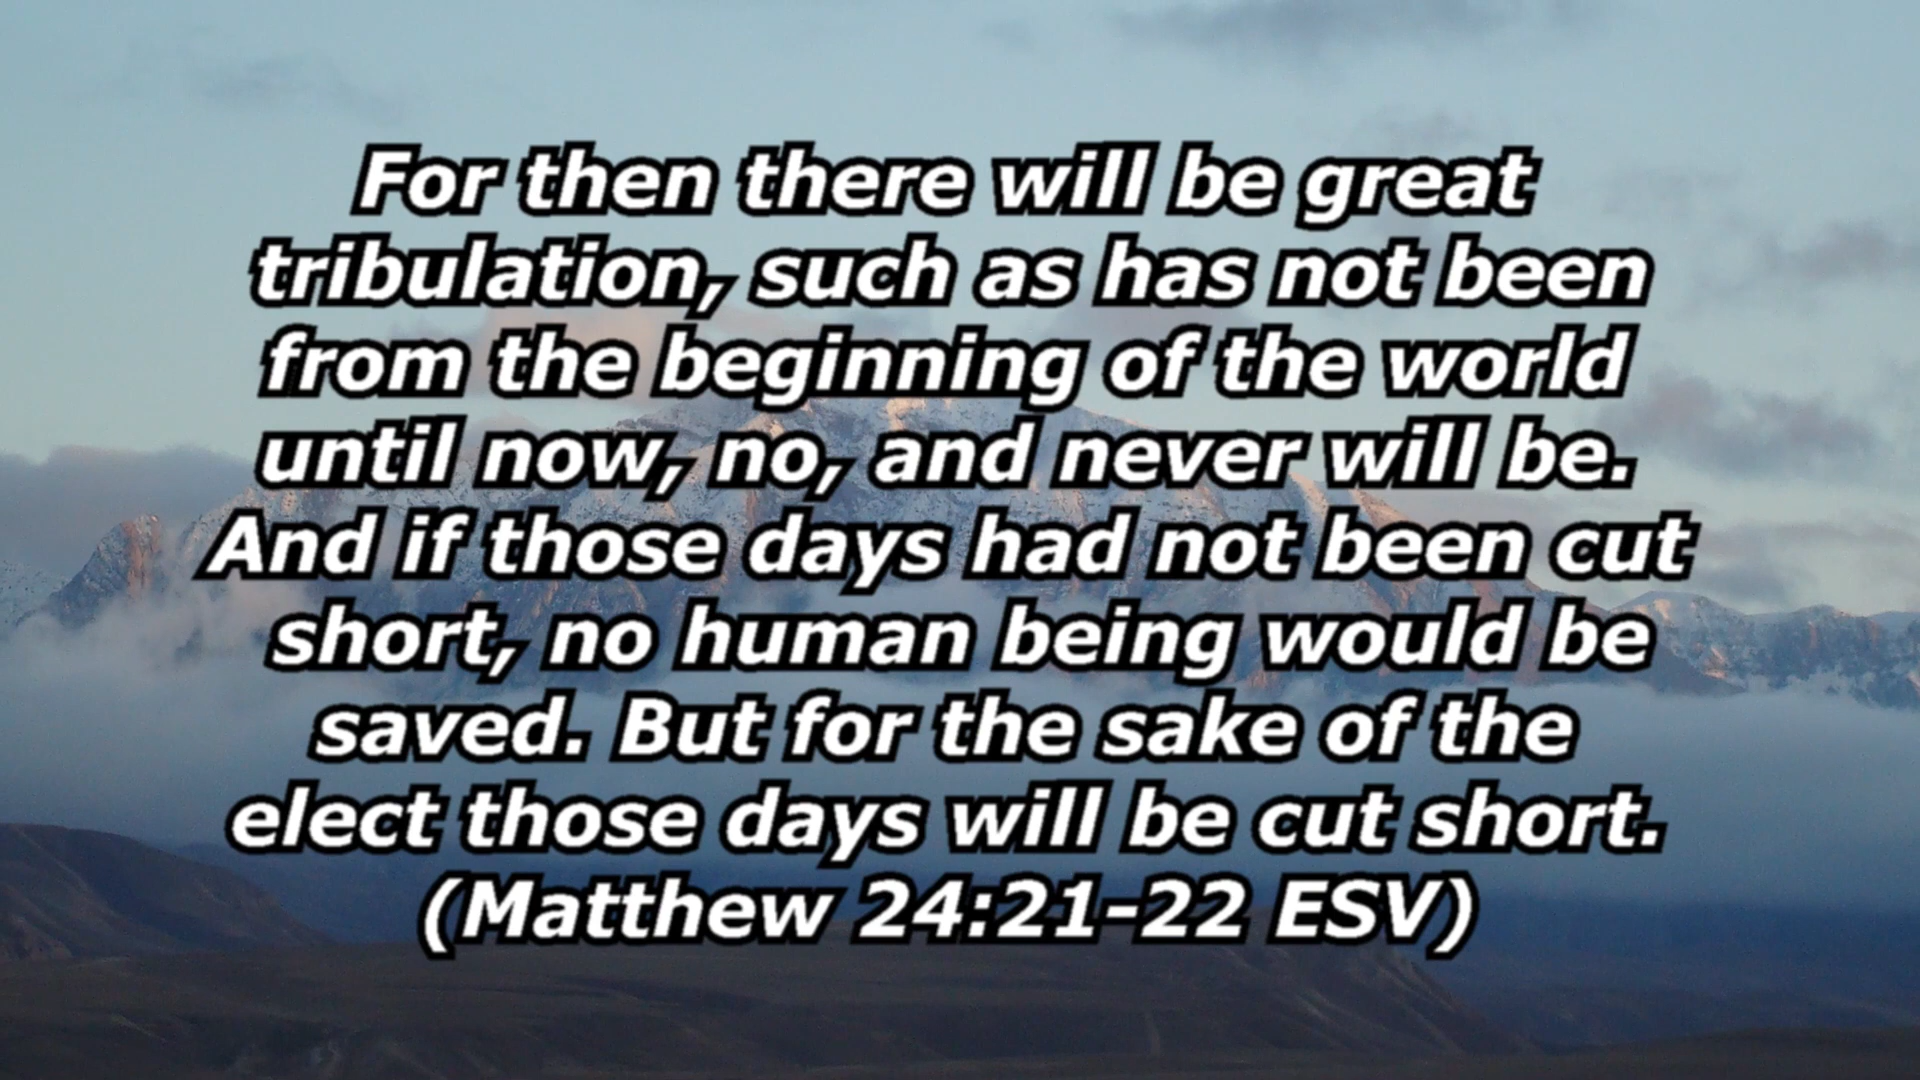 For then there will be great
tribulation, such as has not been
from the beginning of the world
until now, no, and never will be.
And if those days had not been cut
short, no human being would be
saved. But for the sake of the
elect those days will be cut short.
(Matthew 24:21-22 ESV)